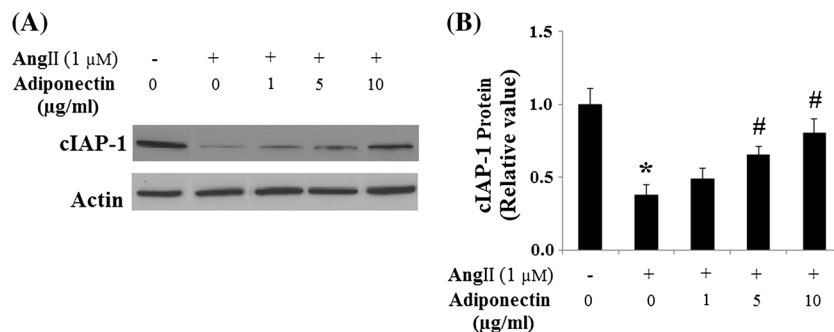 (A)
AngII (1 μM) - + + + +
Adiponectin 0 0 1 5 10
(μg/ml)
cIAP-1
Actin
(B)
cIAP-1 Protein
(Relative value)
1.5
1.0
0.5
0.0
*
#
#
AngII (1 μM) - + + + +
Adiponectin 0 0 1 5 10
(μg/ml)